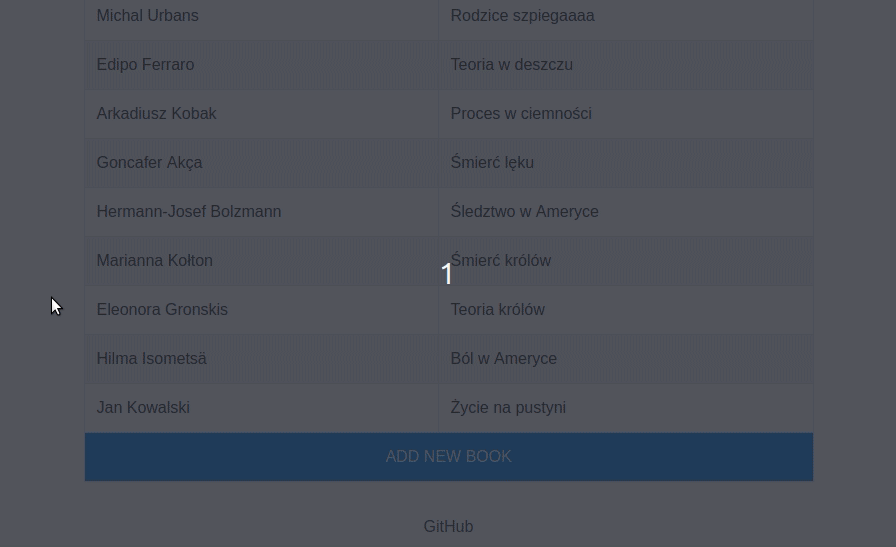 Michal Urbans Rodzice szpiegaaaa
Edipo Ferraro Teoria w deszczu
Arkadiusz Kobak Proces w ciemności
Goncafer Akça Śmierć lęku
Hermann-Josef Bolzmann Śledztwo w Ameryce
Marianna Kołton Śmierć królów
1
Eleonora Gronskis Teoria królów
Hilma Isometsä Ból w Ameryce
Jan Kowalski Życie na pustyni
ADD NEW BOOK
GitHub